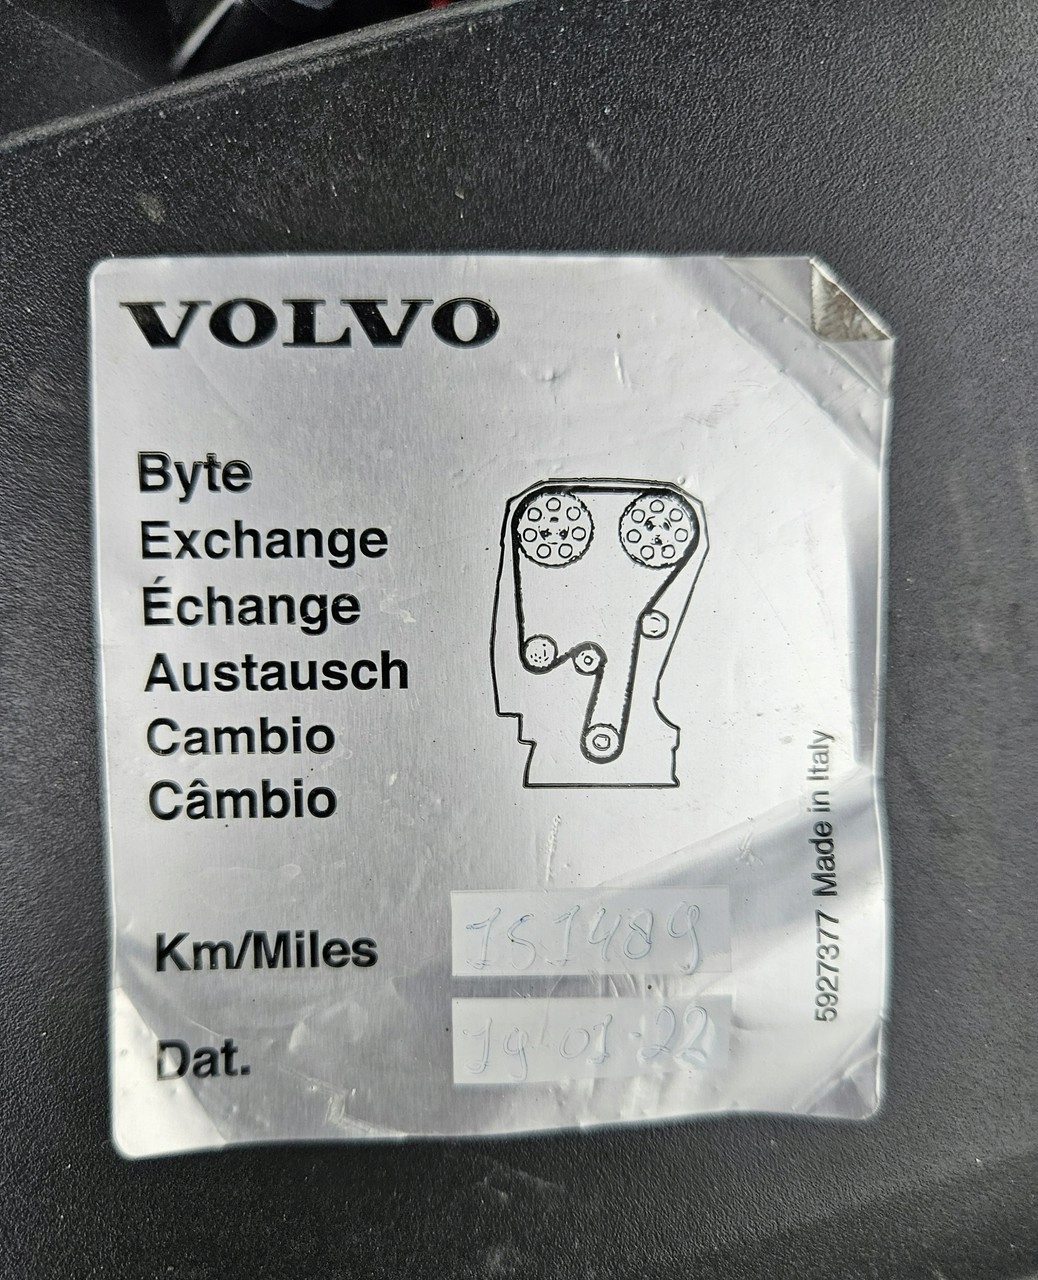 VOLVO
Byte
Exchange
Échange
Austausch
Cambio
Câmbio
Km/Miles 151489
Dat. 19-01-22
5927377 Made in Italy